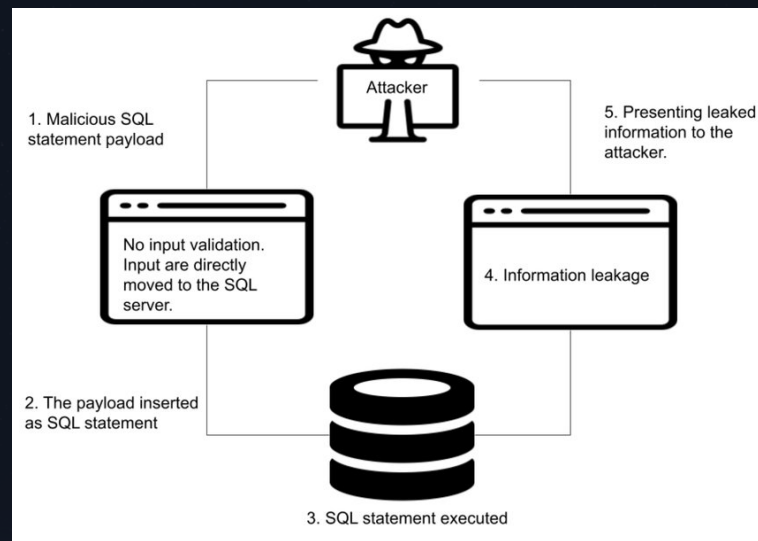 Attacker
1. Malicious SQL
statement payload
5. Presenting leaked
information to the
attacker.
No input validation.
Input are directly
moved to the SQL
server.
4. Information leakage
2. The payload inserted
as SQL statement
3. SQL statement executed